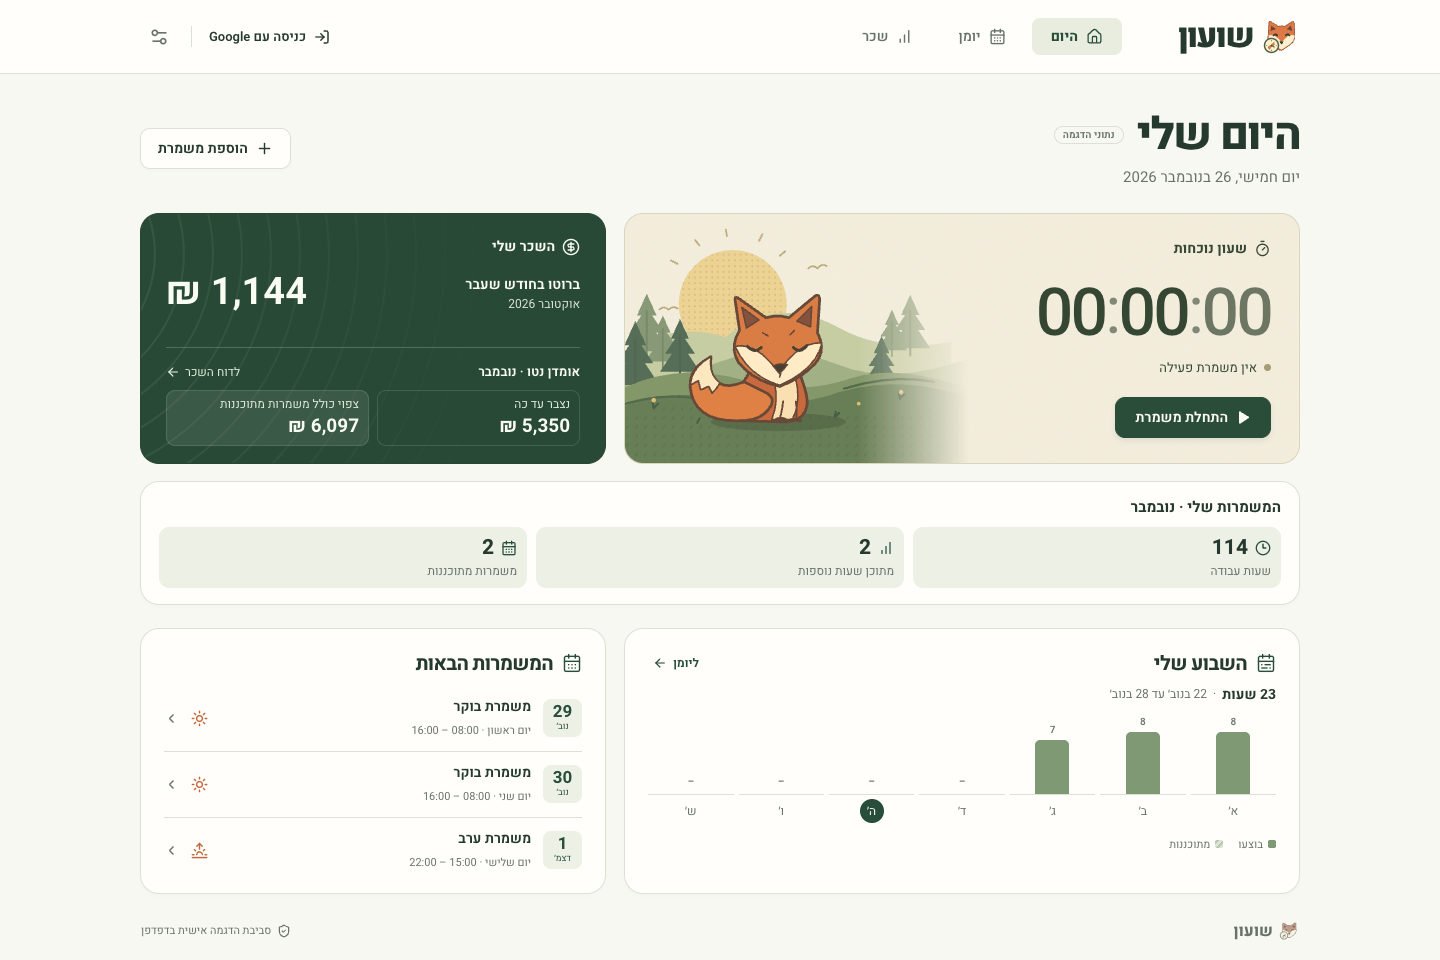 שועון
היום
יומן
שכר
כניסה עם Google
היום שלי
נתוני הדגמה
יום חמישי, 26 בנובמבר 2026
הוספת משמרת
שעון נוכחות
00:00:00
אין משמרת פעילה
התחלת משמרת
השכר שלי
ברוטו בחודש שעבר
אוקטובר 2026
1,144 ₪
אומדן נטו · נובמבר
לדוח השכר
נצבר עד כה
5,350 ₪
צפוי כולל משמרות מתוכננות
6,097 ₪
המשמרות שלי · נובמבר
114
שעות עבודה
2
מתוכן שעות נוספות
2
משמרות מתוכננות
השבוע שלי
ליומן
23 שעות · 22 בנוב׳ עד 28 בנוב׳
8
8
7
–
–
–
–
א׳
ב׳
ג׳
ד׳
ה׳
ו׳
ש׳
בוצעו
מתוכננות
המשמרות הבאות
29
נוב׳
משמרת בוקר
יום ראשון · 08:00 – 16:00
30
נוב׳
משמרת בוקר
יום שני · 08:00 – 16:00
1
דצמ׳
משמרת ערב
יום שלישי · 15:00 – 22:00
שועון
סביבת הדגמה אישית בדפדפן